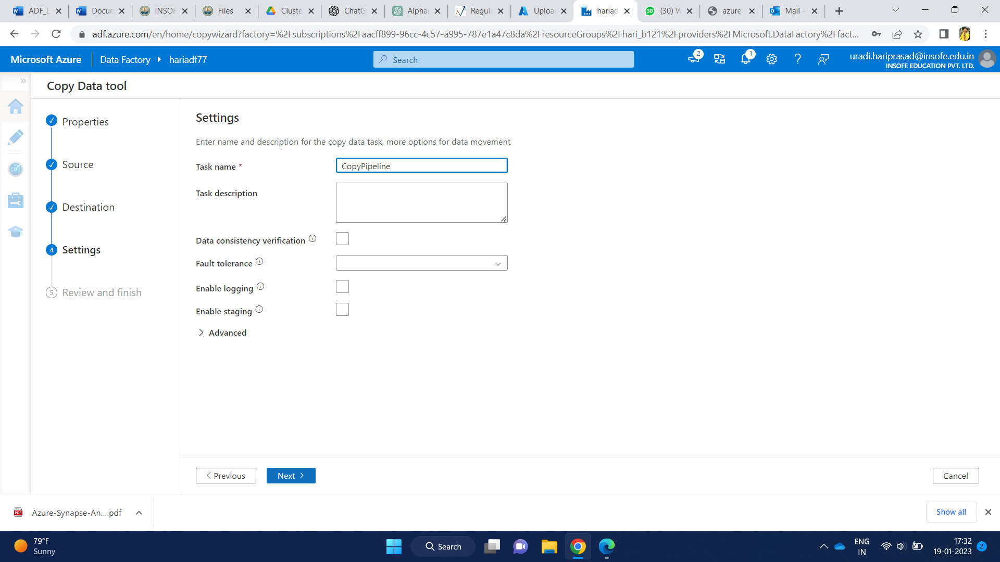 ADF_L
Docun
INSOF
Files
Cluste
ChatG
Alphar
Regula
Uploa
hariad
(30) W
azure
Mail -
adf.azure.com/en/home/copywizard?factory=%2Fsubscriptions%2Faacff899-96cc-4c57-a995-787e1a47c8da%2FresourceGroups%2Fhari_b121%2Fproviders%2FMicrosoft.DataFactory%2Ffact...
Microsoft Azure
Data Factory
hariadf77
Search
2
1
uradi.hariprasad@insofe.edu.in
INSOFE EDUCATION PVT. LTD.
Copy Data tool
Properties
Source
Destination
4 Settings
5 Review and finish
Settings
Enter name and description for the copy data task, more options for data movement
Task name *
CopyPipeline
Task description
Data consistency verification
Fault tolerance
Enable logging
Enable staging
Advanced
Previous
Next
Cancel
Azure-Synapse-An....pdf
Show all
79°F
Sunny
Search
ENG
IN
17:32
19-01-2023
2